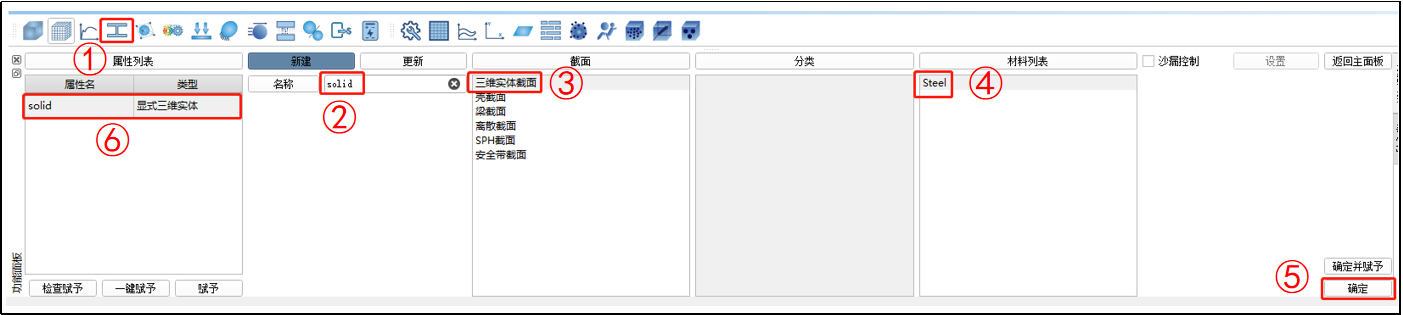 ①
属性列表 新建 更新 截面 分类 材料列表 沙漏控制 设置 返回主面板
属性名 类型 名称 solid ② 三维实体截面 ③ Steel ④
solid 显式三维实体 ⑥
壳截面
梁截面
离散截面
SPH截面
安全带截面
功能面板
确定并赋予
检查赋予 一键赋予 赋予 ⑤ 确定